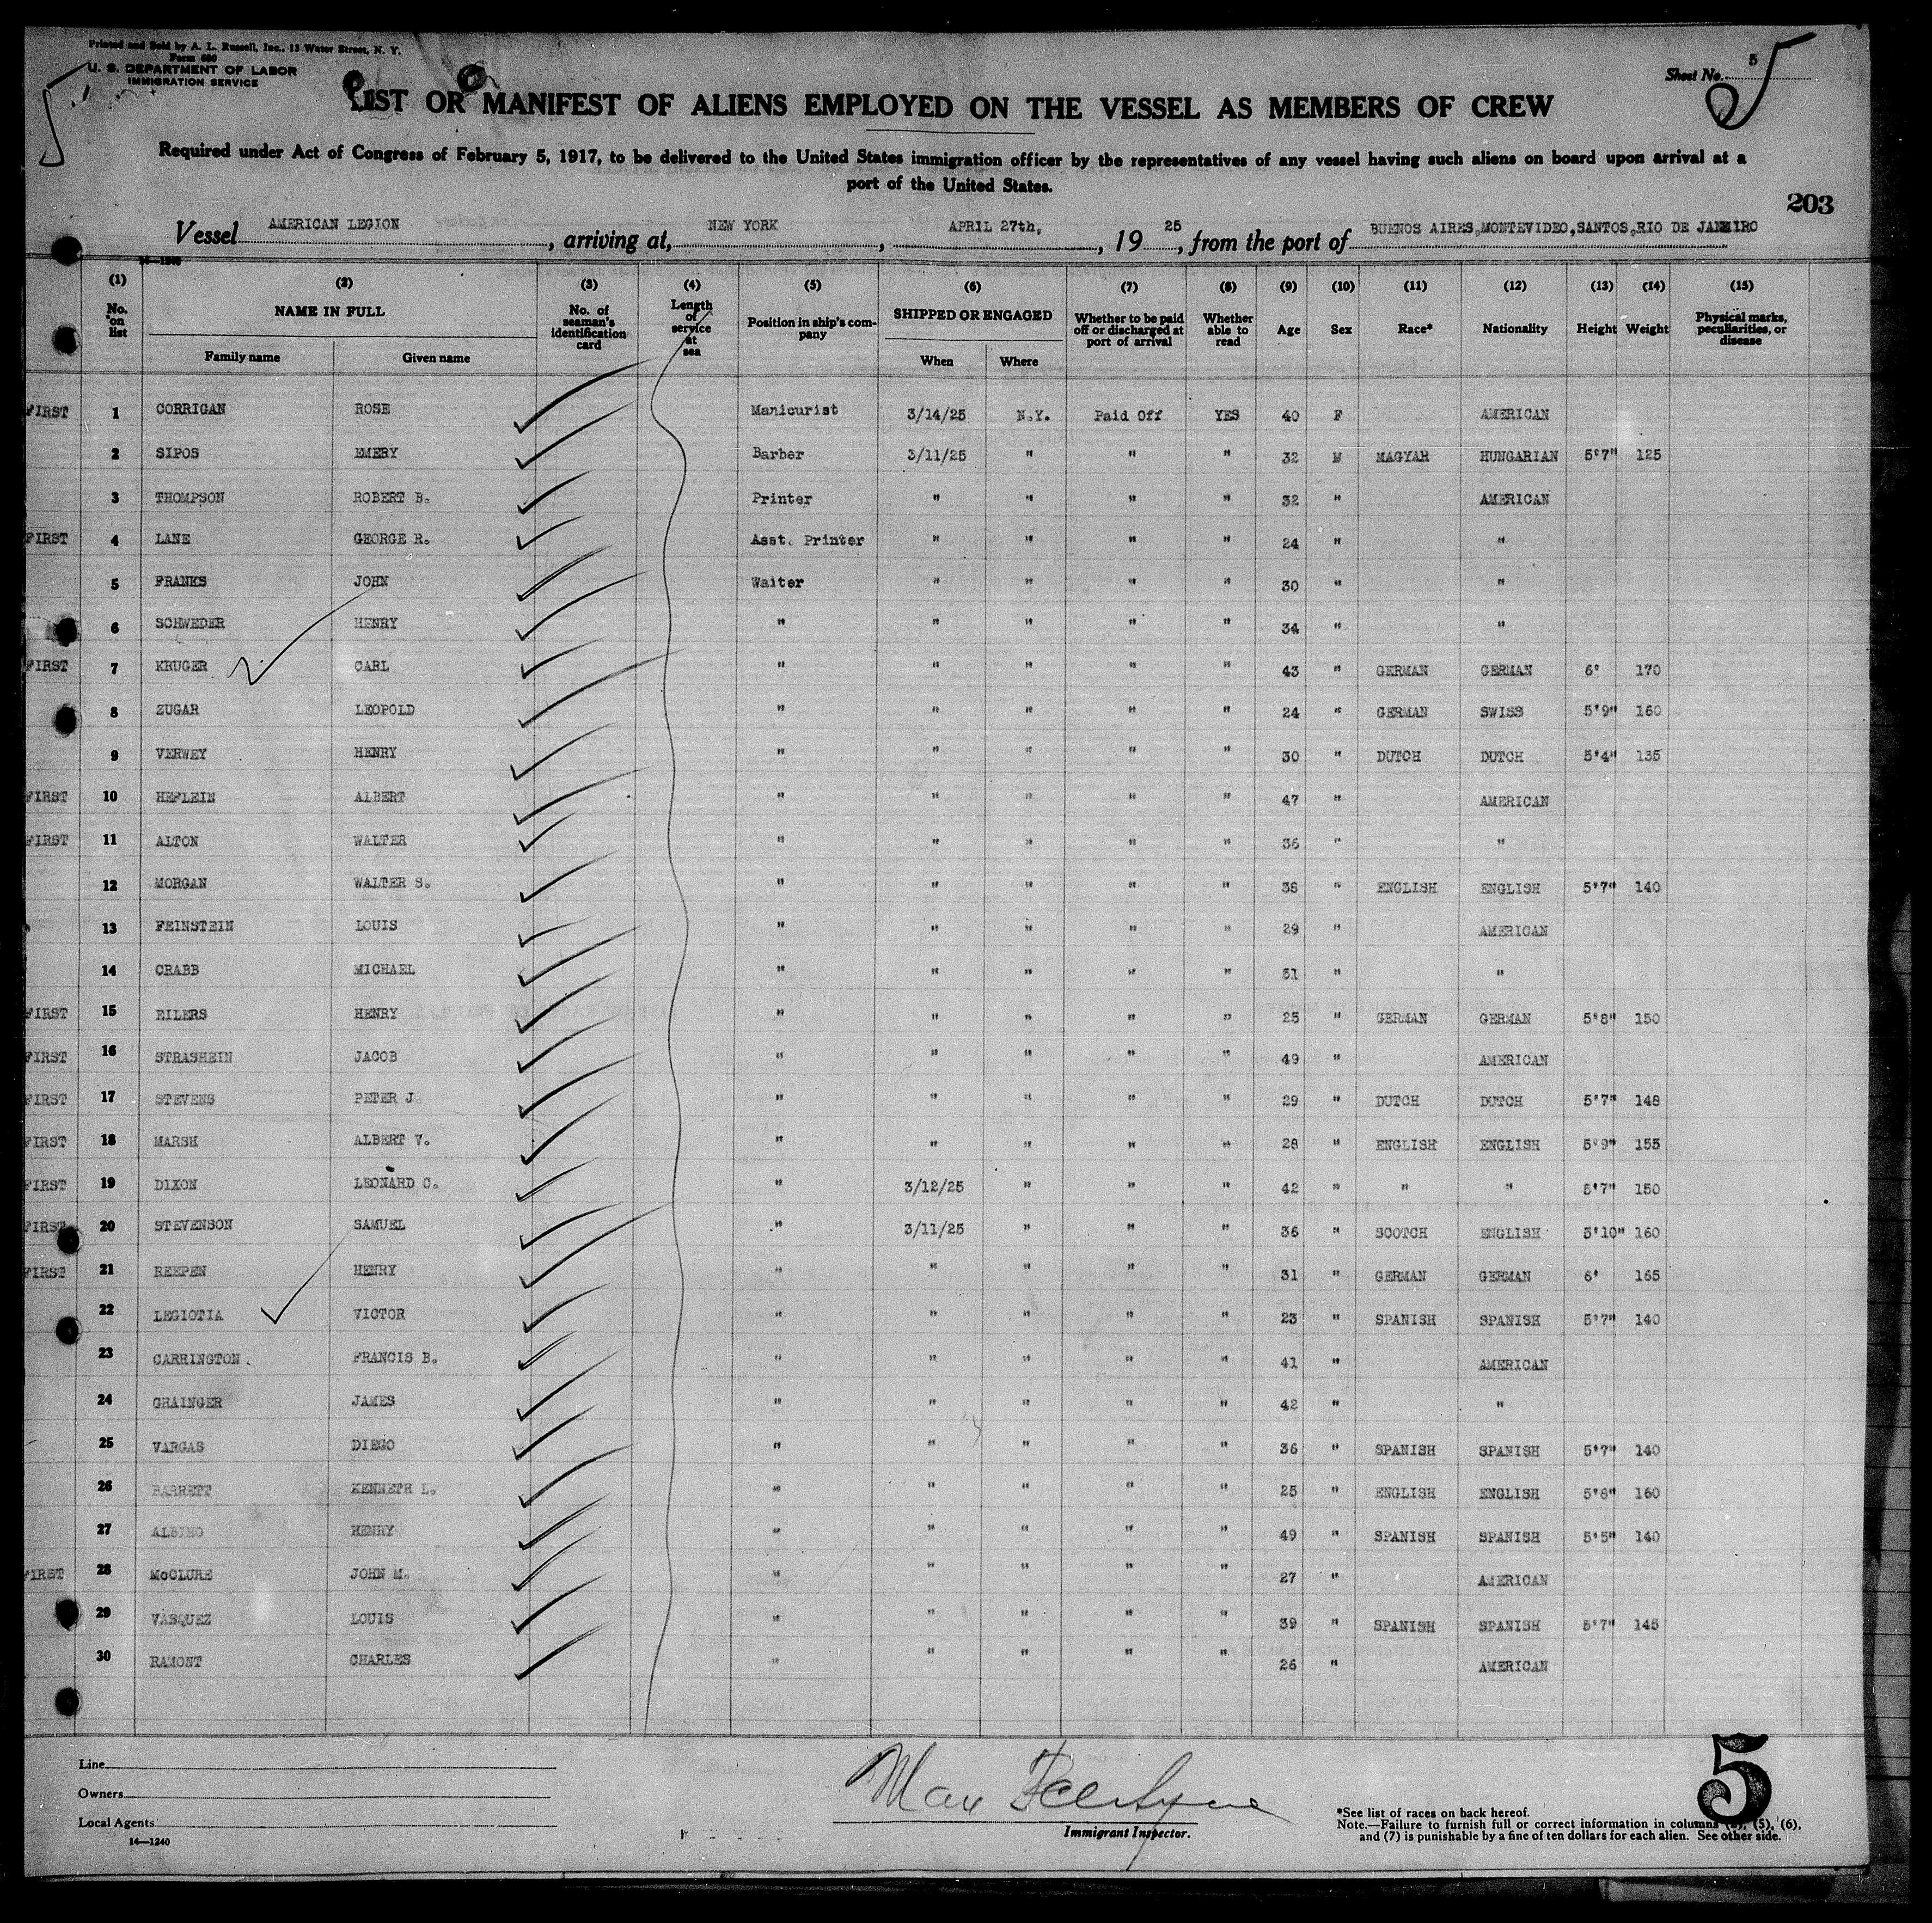 Printed and Sold by A. L. Russell, Inc., 13 Water Street, N. Y.
Form 680
U. S. DEPARTMENT OF LABOR
IMMIGRATION SERVICE
Sheet No. 5
5
LIST OR MANIFEST OF ALIENS EMPLOYED ON THE VESSEL AS MEMBERS OF CREW
Required under Act of Congress of February 5, 1917, to be delivered to the United States immigration officer by the representatives of any vessel having such aliens on board upon arrival at a
port of the United States.
203
Vessel AMERICAN LEGION, arriving at, NEW YORK, APRIL 27th, 1925, from the port of BUENOS AIRES,MONTEVIDEO,SANTOS,RIO DE JANEIRO
14—1240
(1) (2) (3) (4) (5) (6) (7) (8) (9) (10) (11) (12) (13) (14) (15)
No. on list NAME IN FULL Family name Given name No. of seaman's identification card Length of service at sea Position in ship's company SHIPPED OR ENGAGED When Where Whether to be paid off or discharged at port of arrival Whether able to read Age Sex Race* Nationality Height Weight Physical marks, peculiarities, or disease
FIRST 1 CORRIGAN ROSE Manicurist 3/14/25 N.Y. Paid Off YES 40 F AMERICAN
2 SIPOS EMERY Barber 3/11/25 " " " 32 M MAGYAR HUNGARIAN 5'7" 125
3 THOMPSON ROBERT B. Printer " " " " 32 " AMERICAN
FIRST 4 LANE GEORGE R. Asst. Printer " " " " 24 " "
5 FRANKS JOHN Waiter " " " " 30 " "
6 SCHWEDER HENRY " " " " " 34 " "
FIRST 7 KRUGER CARL " " " " " 43 " GERMAN GERMAN 6' 170
8 ZUGAR LEOPOLD " " " " " 24 " GERMAN SWISS 5'9" 160
9 VERWEY HENRY " " " " " 30 " DUTCH DUTCH 5'4" 135
FIRST 10 HEFLEIN ALBERT " " " " " 47 " AMERICAN
FIRST 11 ALTON WALTER " " " " " 36 " "
12 MORGAN WALTER S. " " " " " 38 " ENGLISH ENGLISH 5'7" 140
13 FEINSTEIN LOUIS " " " " " 29 " AMERICAN
14 CRABB MICHAEL " " " " " 31 " "
FIRST 15 EILERS HENRY " " " " " 25 " GERMAN GERMAN 5'8" 150
FIRST 16 STRASHEIN JACOB " " " " " 49 " AMERICAN
FIRST 17 STEVENS PETER J. " " " " " 29 " DUTCH DUTCH 5'7" 148
FIRST 18 MARSH ALBERT V. " " " " " 28 " ENGLISH ENGLISH 5'9" 155
FIRST 19 DIXON LEONARD C. " 3/12/25 " " " 42 " " " 5'7" 150
FIRST 20 STEVENSON SAMUEL " 3/11/25 " " " 36 " SCOTCH ENGLISH 5'10" 160
FIRST 21 REEPEN HENRY " " " " " 31 " GERMAN GERMAN 6' 165
22 LEGIOTIA VICTOR " " " " " 23 " SPANISH SPANISH 5'7" 140
23 CARRINGTON. FRANCIS B. " " " " " 41 " AMERICAN
24 GRAINGER JAMES " " " " " 42 " "
25 VARGAS DIEGO " " " " " 36 " SPANISH SPANISH 5'7" 140
26 BARRETT KENNETH L. " " " " " 25 " ENGLISH ENGLISH 5'8" 160
27 HENRY " " " " " 49 " SPANISH SPANISH 5'5" 140
FIRST 28 McCLURE JOHN M. " " " " " 27 " AMERICAN
29 VASQUEZ LOUIS " " " " " 39 " SPANISH SPANISH 5'7" 145
30 RAMONT CHARLES " " " " " 26 " AMERICAN
Line
Owners
Local Agents
14—1240
Max
Immigrant Inspector.
5
*See list of races on back hereof.
Note.—Failure to furnish full or correct information in columns (5), (6),
and (7) is punishable by a fine of ten dollars for each alien. See other side.